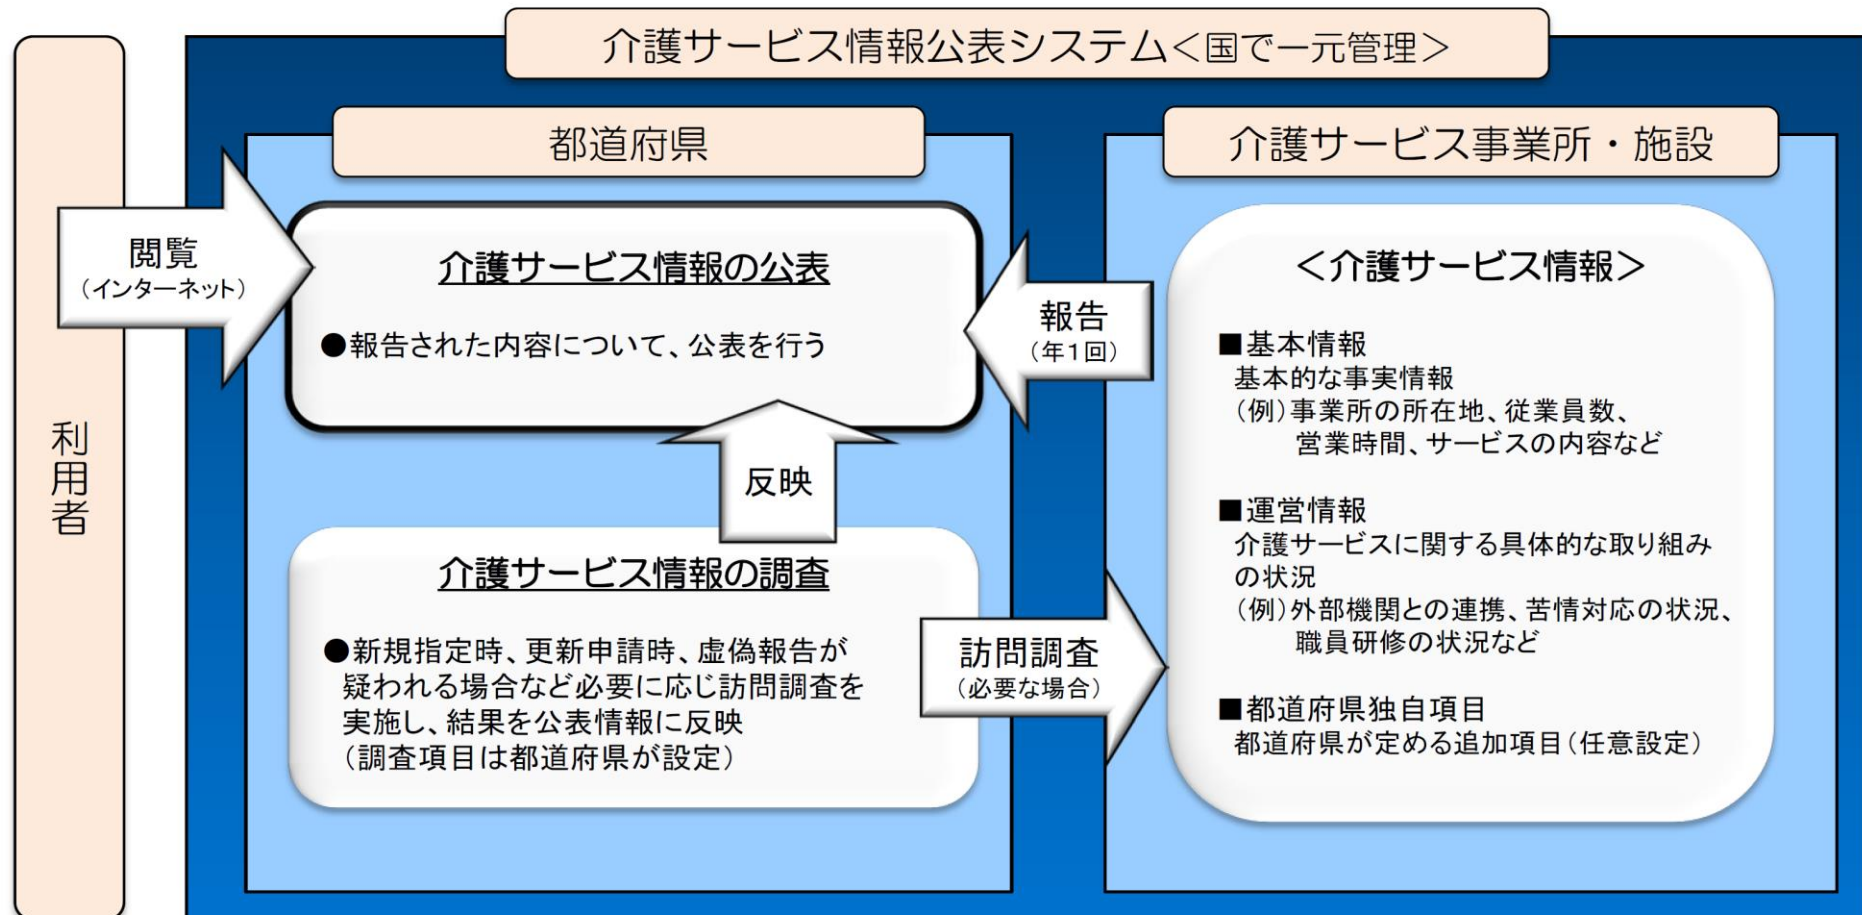 介護サービス情報公表システム＜国で一元管理＞
利用者
閲覧
（インターネット）
都道府県
介護サービス情報の公表
●報告された内容について、公表を行う
反映
介護サービス情報の調査
●新規指定時、更新申請時、虚偽報告が
疑われる場合など必要に応じ訪問調査を
実施し、結果を公表情報に反映
（調査項目は都道府県が設定）
報告
（年１回）
訪問調査
（必要な場合）
介護サービス事業所・施設
＜介護サービス情報＞
■基本情報
基本的な事実情報
（例）事業所の所在地、従業員数、
営業時間、サービスの内容など
■運営情報
介護サービスに関する具体的な取り組み
の状況
（例）外部機関との連携、苦情対応の状況、
職員研修の状況など
■都道府県独自項目
都道府県が定める追加項目（任意設定）